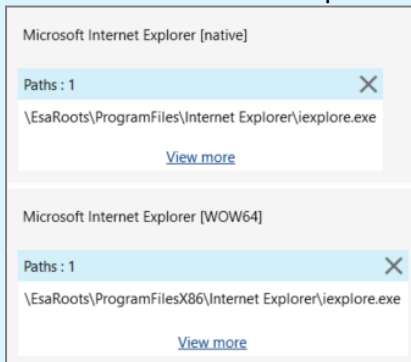 Microsoft Internet Explorer [native]
Paths : 1
\EsaRoots\ProgramFiles\Internet Explorer\iexplore.exe
View more
Microsoft Internet Explorer [WOW64]
Paths : 1
\EsaRoots\ProgramFilesX86\Internet Explorer\iexplore.exe
View more